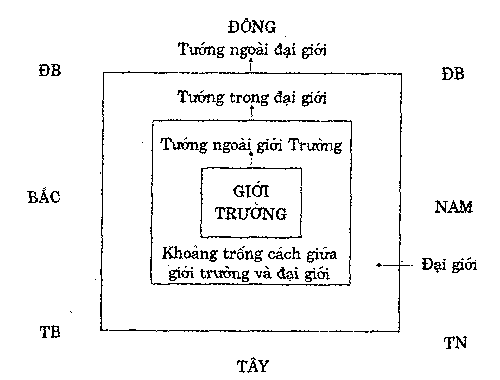 ĐÔNG
Tướng ngoài đại giới
ĐB
ĐB
Tướng trong đại giới
Tướng ngoài giới Trường
BẮC
GIỚI
TRUỜNG
NAM
Khoảng trống cách giữa
giới trường và đại giới
Đại giới
TB
TN
TÂY